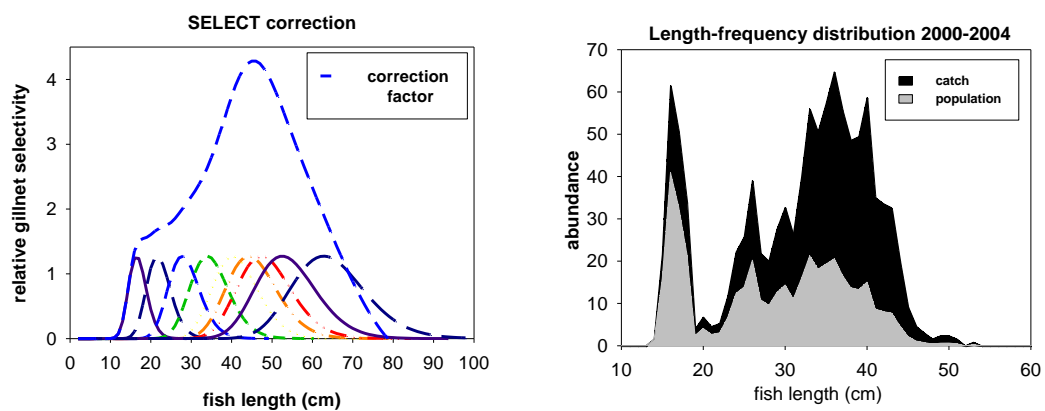 SELECT correction
correction
factor
relative gillnet selectivity
4
3
2
1
0
0 10 20 30 40 50 60 70 80 90 100
fish length (cm)
Length-frequency distribution 2000-2004
catch
population
abundance
70
60
50
40
30
20
10
0
10 20 30 40 50 60
fish length (cm)